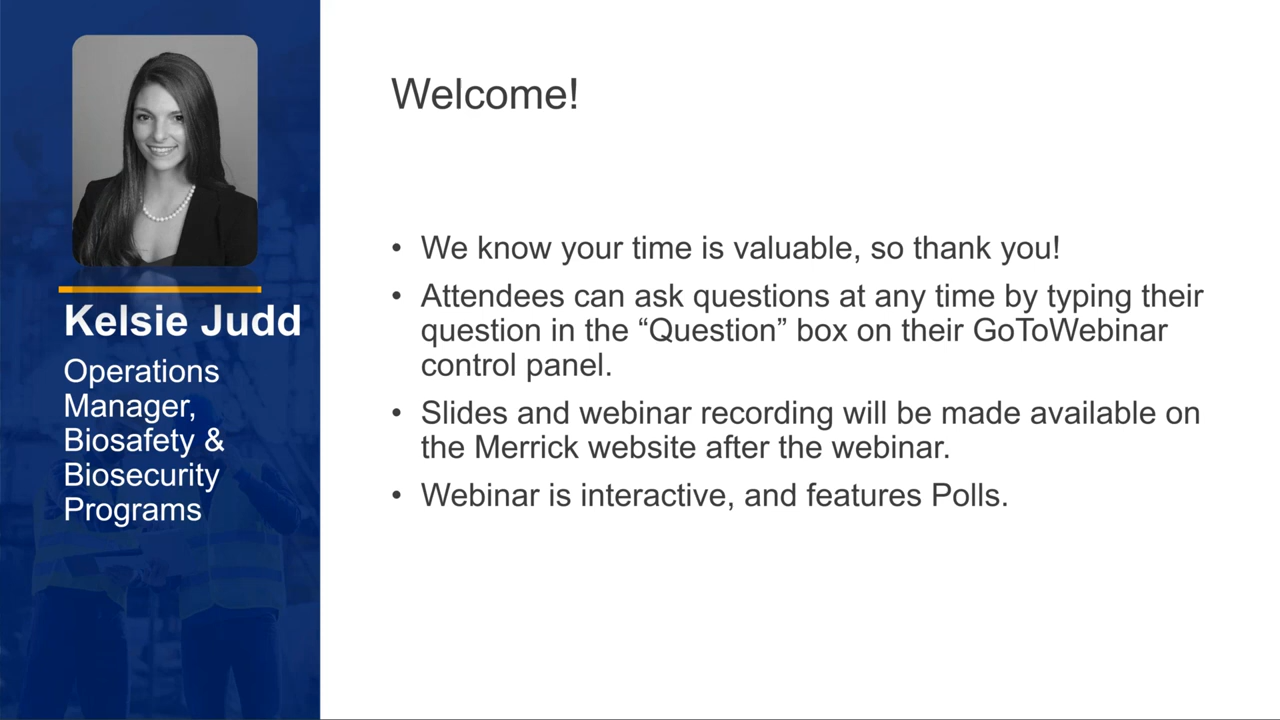 Kelsie Judd
Operations
Manager,
Biosafety &
Biosecurity
Programs
Welcome!
• We know your time is valuable, so thank you!
• Attendees can ask questions at any time by typing their
question in the “Question” box on their GoToWebinar
control panel.
• Slides and webinar recording will be made available on
the Merrick website after the webinar.
• Webinar is interactive, and features Polls.